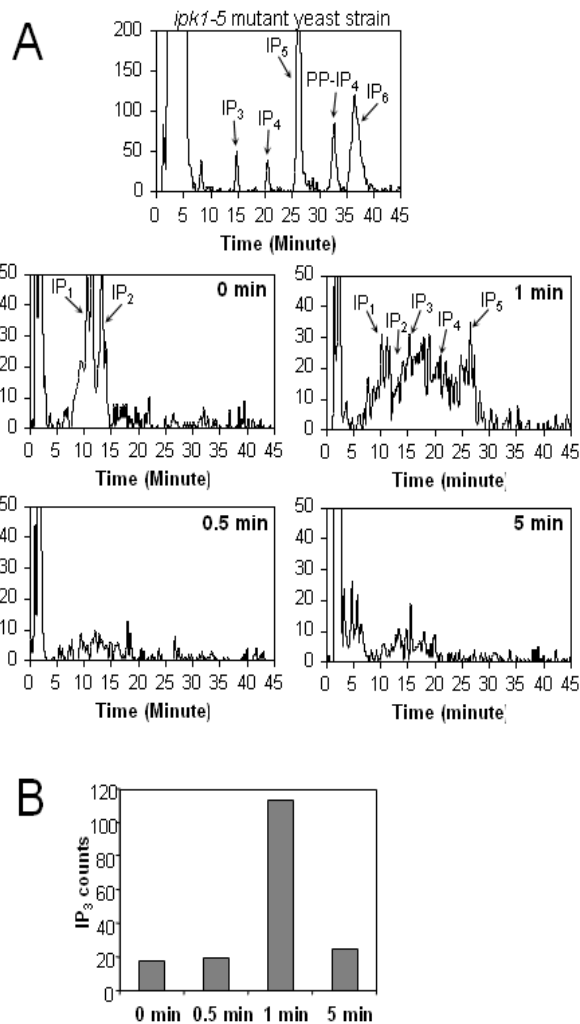 A
ipk1-5 mutant yeast strain
200
150
100
50
0
IP3
IP4
IP5
PP-IP4
IP6
0 5 10 15 20 25 30 35 40 45
Time (Minute)
50
40
30
20
10
0
IP1
IP2
0 min
0 5 10 15 20 25 30 35 40 45
Time (Minute)
50
40
30
20
10
0
IP1
IP2
IP3
IP4
IP5
1 min
0 5 10 15 20 25 30 35 40 45
Time (minute)
50
40
30
20
10
0
0.5 min
0 5 10 15 20 25 30 35 40 45
Time (Minute)
50
40
30
20
10
0
5 min
0 5 10 15 20 25 30 35 40 45
Time (minute)
B
IP3 counts
120
100
80
60
40
20
0
0 min 0.5 min 1 min 5 min